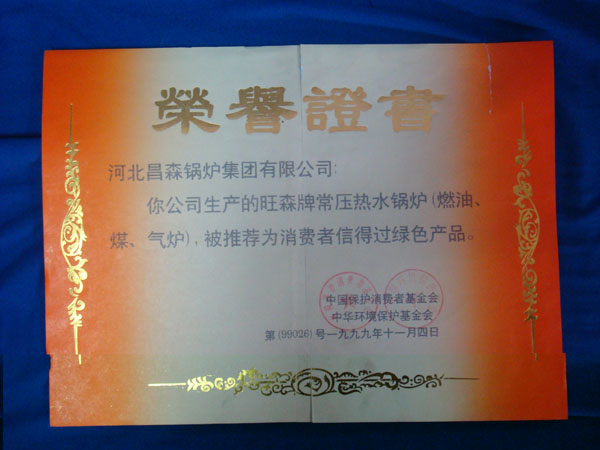 榮譽證書
河北昌森锅炉集团有限公司:
你公司生产的旺森牌常压热水锅炉(燃油、
煤、气炉),被推荐为消费者信得过绿色产品。
中国保护消费者基金会
中华环境保护基金会
第(99026)号一九九九年十一月四日